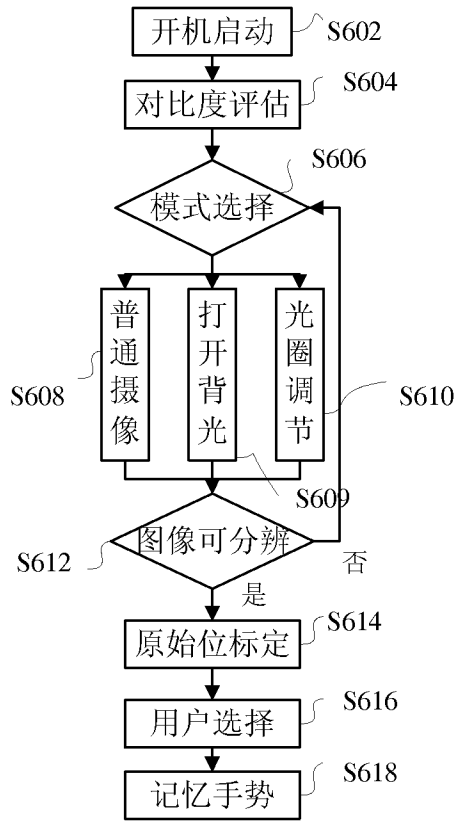 开机启动
S602
对比度评估
S604
模式选择
S606
普通摄像
S608
打开背光
S609
光圈调节
S610
图像可分辨
S612
否
是
原始位标定
S614
用户选择
S616
记忆手势
S618